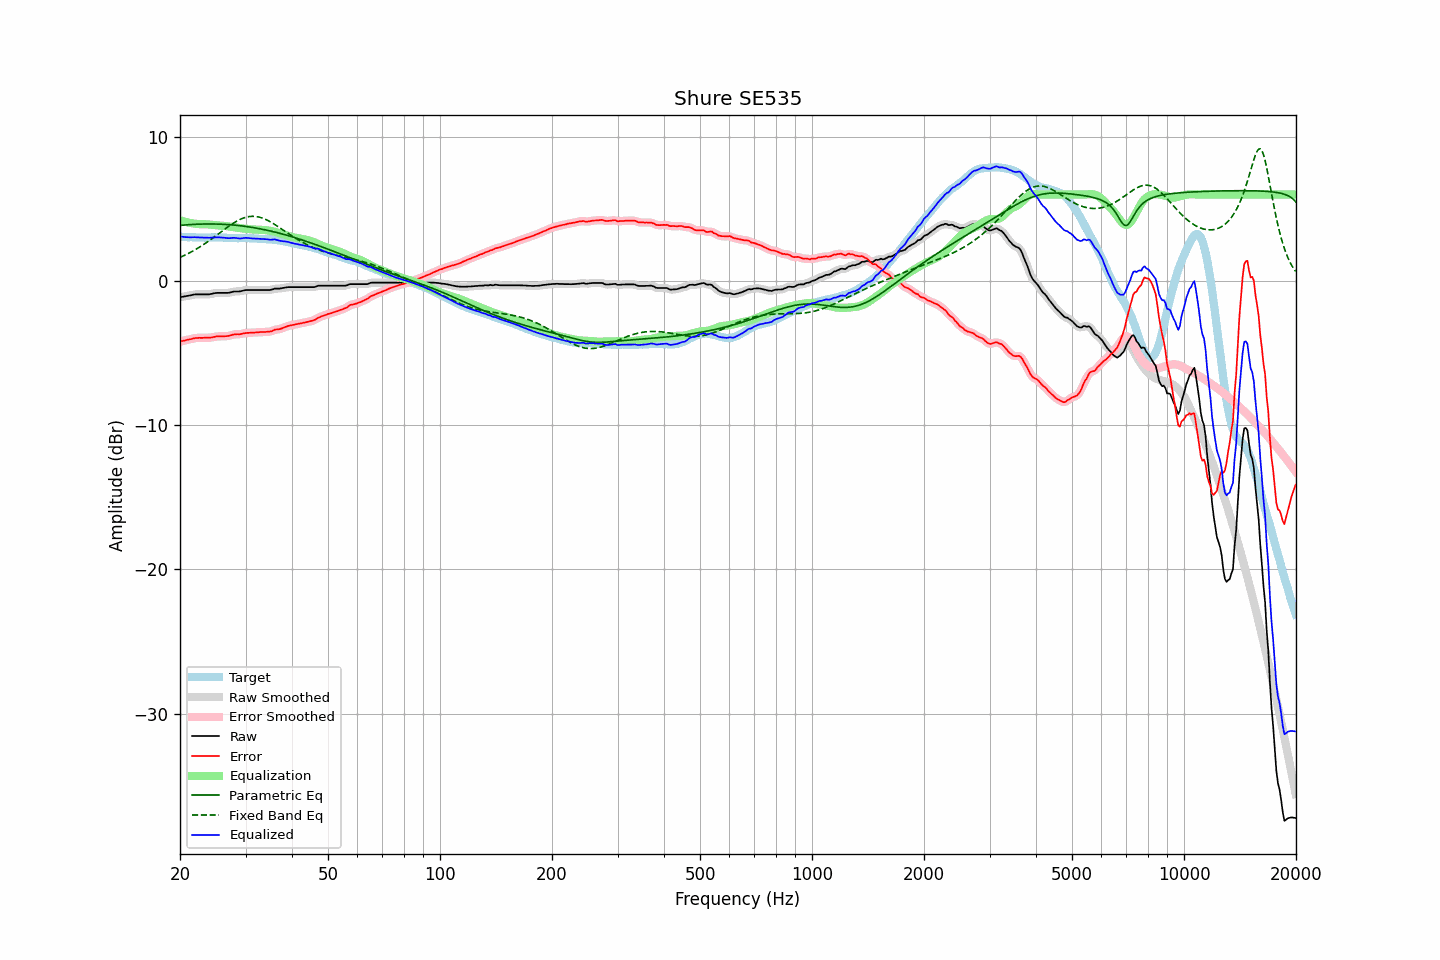 Shure SE535
Amplitude (dBr)
10
0
−10
−20
−30
Target
Raw Smoothed
Error Smoothed
Raw
Error
Equalization
Parametric Eq
Fixed Band Eq
Equalized
20 50 100 200 500 1000 2000 5000 10000 20000
Frequency (Hz)